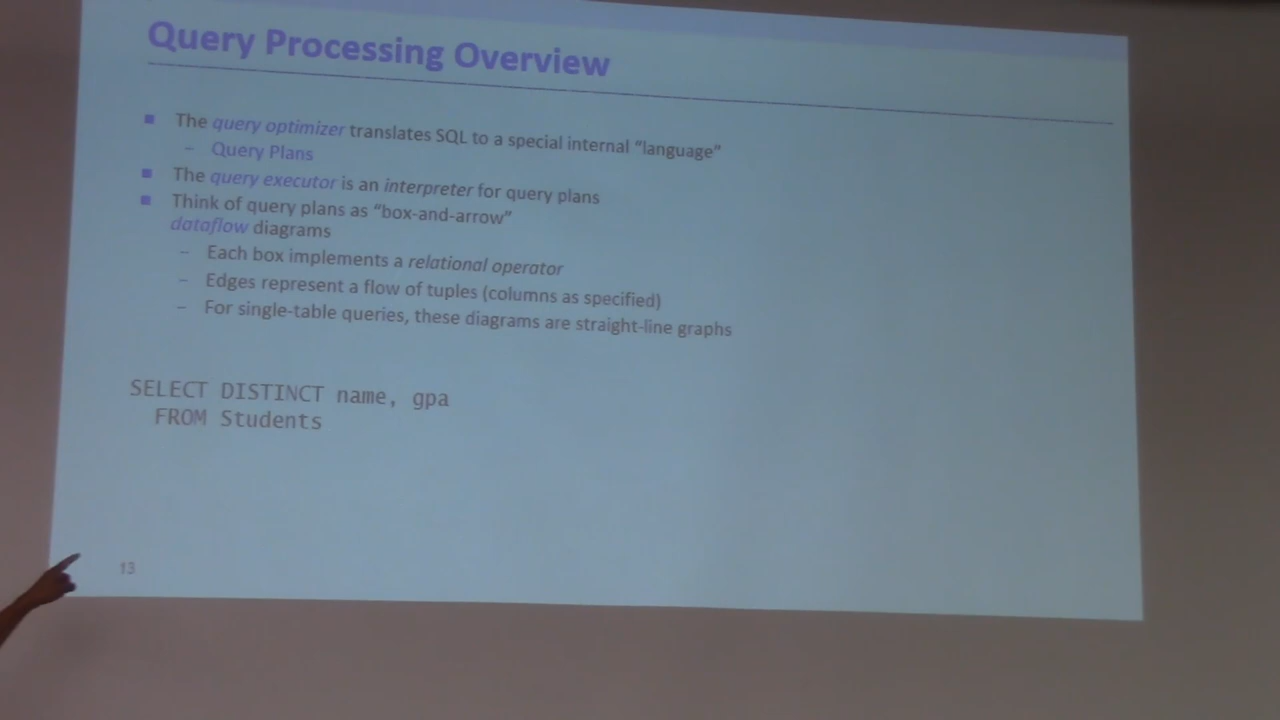 Query Processing Overview
The query optimizer translates SQL to a special internal “language”
– Query Plans
The query executor is an interpreter for query plans
Think of query plans as “box-and-arrow”
dataflow diagrams
– Each box implements a relational operator
– Edges represent a flow of tuples (columns as specified)
– For single-table queries, these diagrams are straight-line graphs
SELECT DISTINCT name, gpa
FROM Students
13